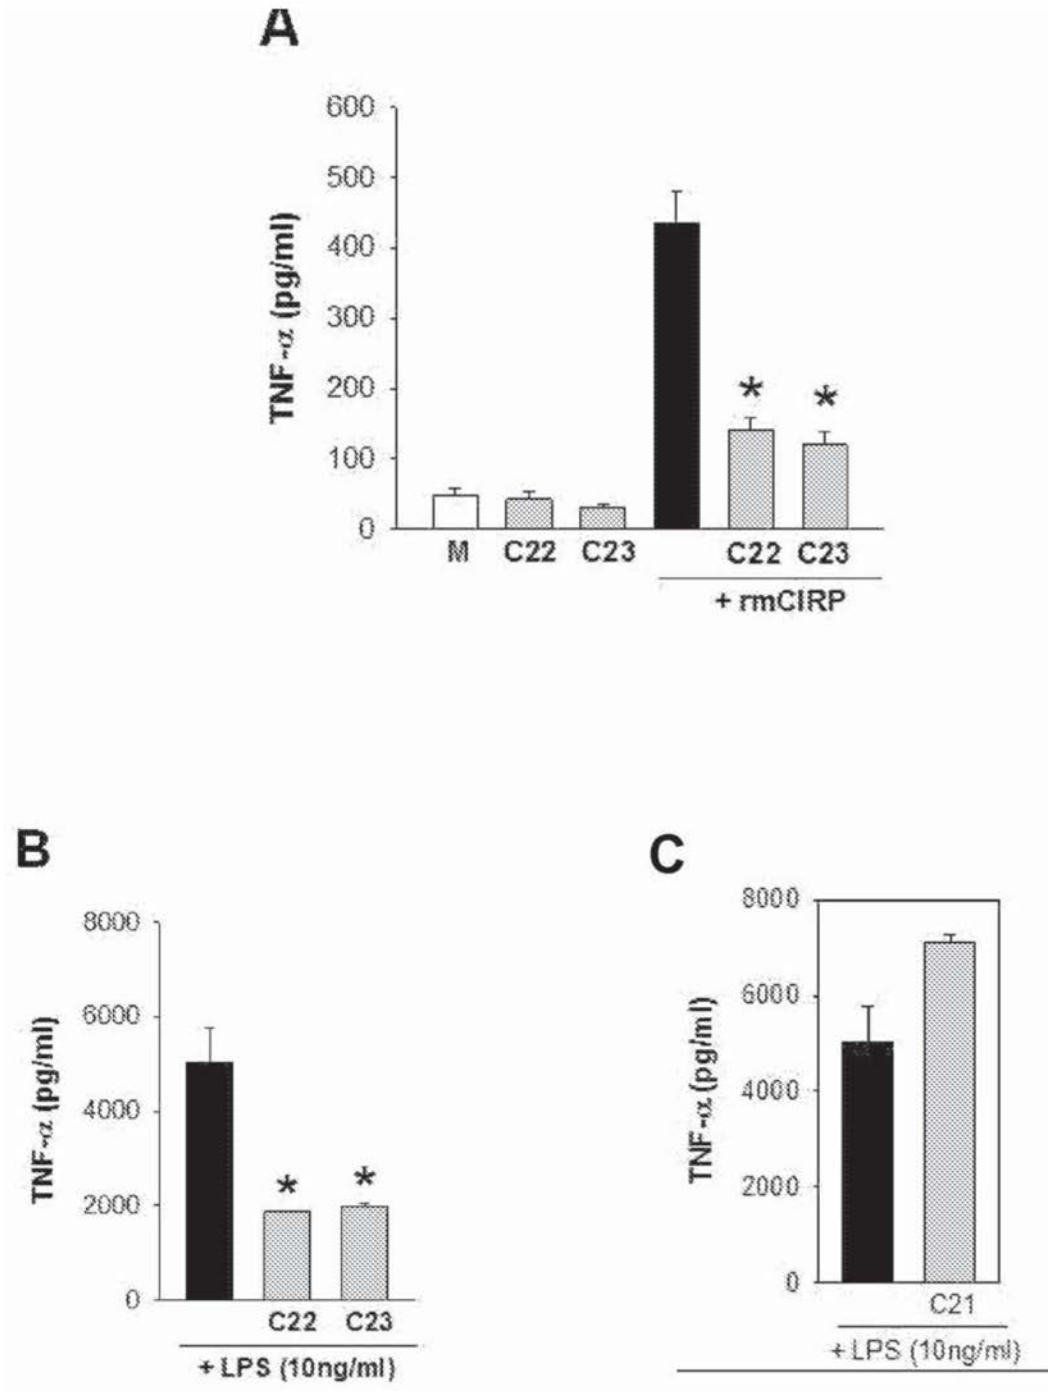 A
600
500
400
300
200
100
0
TNF-α (pg/ml)
*
*
M C22 C23 C22 C23
+ rmCIRP
B
8000
6000
4000
2000
0
TNF-α (pg/ml)
*
*
C22 C23
+ LPS (10ng/ml)
C
8000
6000
4000
2000
0
TNF-α (pg/ml)
C21
+ LPS (10ng/ml)